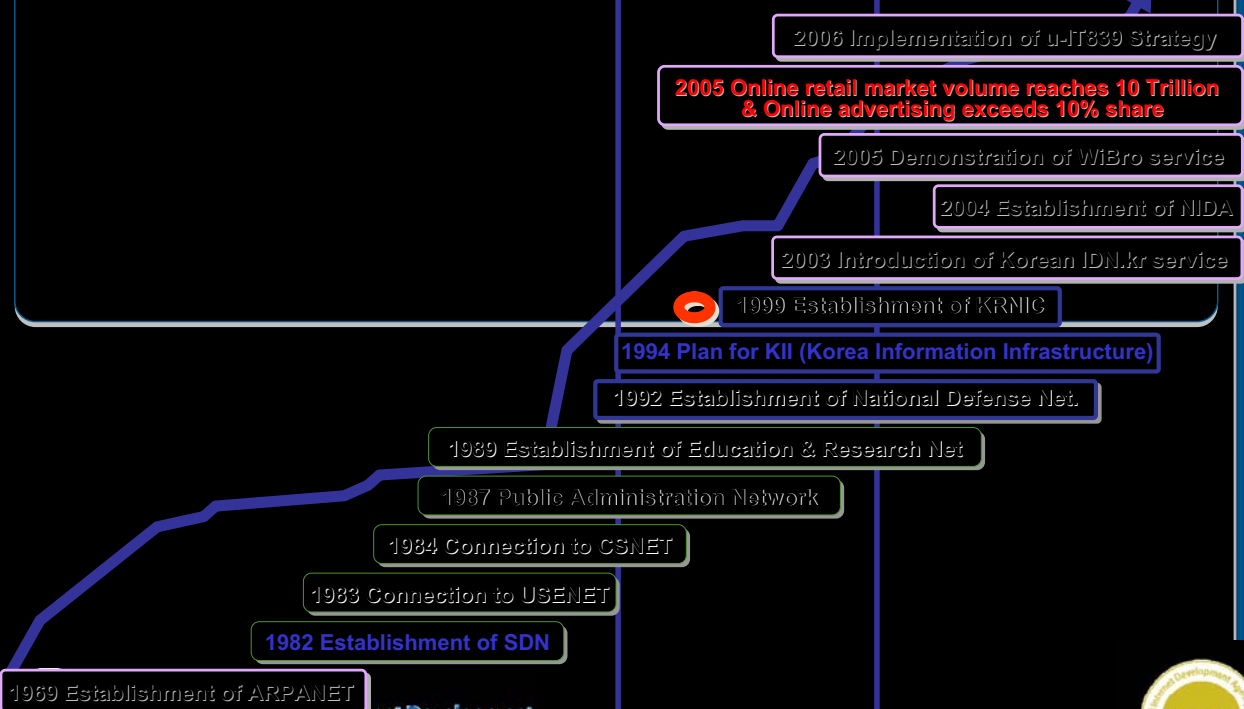 2006 Implementation of u-IT839 Strategy
2005 Online retail market volume reaches 10 Trillion
& Online advertising exceeds 10% share
2005 Demonstration of WiBro service
2004 Establishment of NIDA
2003 Introduction of Korean IDN.kr service
1999 Establishment of KRNIC
1994 Plan for KII (Korea Information Infrastructure)
1992 Establishment of National Defense Net.
1989 Establishment of Education & Research Net
1987 Public Administration Network
1984 Connection to CSNET
1983 Connection to USENET
1982 Establishment of SDN
1969 Establishment of ARPANET
Internet Development